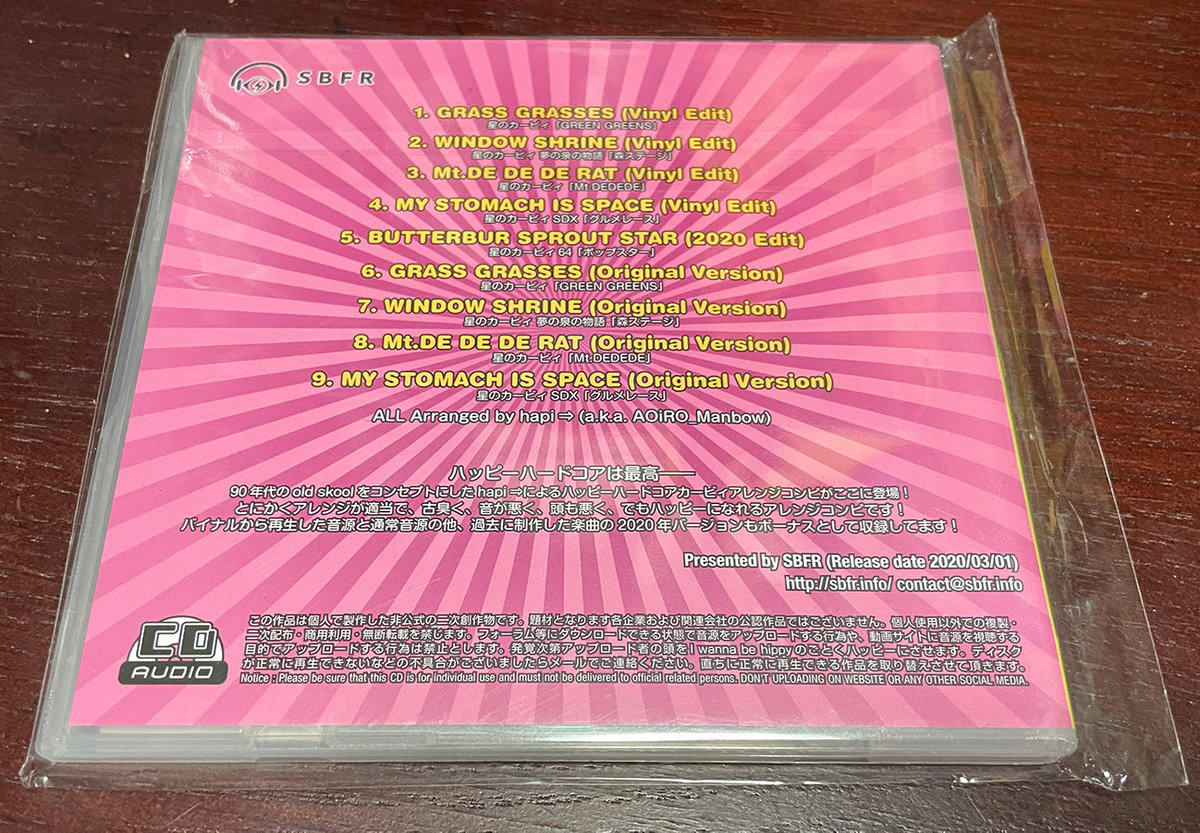 SBFR
1. GRASS GRASSES (Vinyl Edit)
星のカービィ「GREEN GREENS」
2. WINDOW SHRINE (Vinyl Edit)
星のカービィ 夢の泉の物語「森ステージ」
3. Mt.DE DE DE RAT (Vinyl Edit)
星のカービィ「Mt.DEDEDE」
4. MY STOMACH IS SPACE (Vinyl Edit)
星のカービィ SDX「グルメレース」
5. BUTTERBUR SPROUT STAR (2020 Edit)
星のカービィ64「ポップスター」
6. GRASS GRASSES (Original Version)
星のカービィ「GREEN GREENS」
7. WINDOW SHRINE (Original Version)
星のカービィ 夢の泉の物語「森ステージ」
8. Mt.DE DE DE RAT (Original Version)
星のカービィ「Mt.DEDEDE」
9. MY STOMACH IS SPACE (Original Version)
星のカービィ SDX「グルメレース」
ALL Arranged by hapi⇒ (a.k.a. AOiRO_Manbow)
ハッピーハードコアは最高――
90年代のold skoolをコンセプトにしたhapi⇒によるハッピーハードコアカービィアレンジコンピがここに登場！
とにかくアレンジが適当で、古臭く、音が悪く、頭も悪く、でもハッピーになれるアレンジコンピです！
バイナルから再生した音源と通常音源の他、過去に制作した楽曲の2020年バージョンもボーナスとして収録してます！
Presented by SBFR (Release date 2020/03/01)
http://sbfr.info/ contact@sbfr.info
CD
AUDIO
この作品は個人で製作した非公式の二次創作物です。題材となります各企業および関連会社の公認作品ではございません。個人使用以外での複製・
二次配布・商用利用・無断転載を禁じます。フォーラム等にダウンロードできる状態で音源をアップロードする行為や、動画サイトに音源を視聴する
目的でアップロードする行為は禁止とします。発覚次第アップロード者の頭をI wanna be hippyのごとくハッピーにさせます。ディスク
が正常に再生できないなどの不具合がございましたらメールでご連絡ください。直ちに正常に再生できる作品を取り替えさせて頂きます。
Notice : Please be sure that this CD is for individual use and must not be delivered to official related persons. DON'T UPLOADING ON WEBSITE OR ANY OTHER SOCIAL MEDIA.